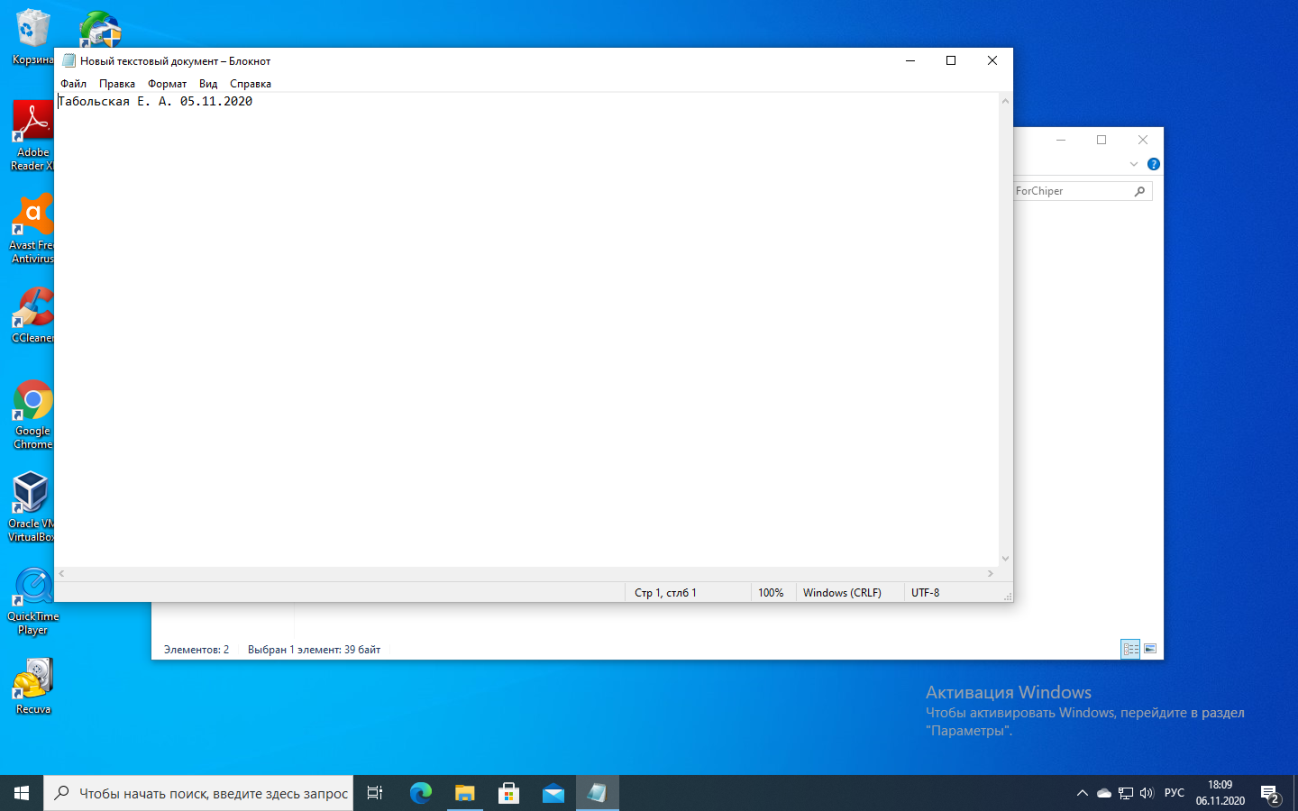 Корзина
Adobe
Reader XI
Avast Free
Antivirus
CCleaner
Google
Chrome
Oracle VM
VirtualBox
QuickTime
Player
Recuva
Новый текстовый документ – Блокнот
Файл Правка Формат Вид Справка
Табольская Е. А. 05.11.2020
Стр 1, стлб 1 100% Windows (CRLF) UTF-8
ForChiper
Элементов: 2 Выбран 1 элемент: 39 байт
Активация Windows
Чтобы активировать Windows, перейдите в раздел
"Параметры".
Чтобы начать поиск, введите здесь запрос
РУС
18:09
06.11.2020
2